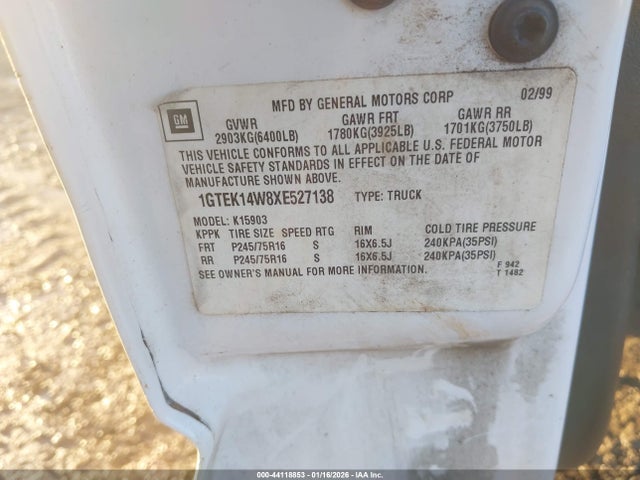 MFD BY GENERAL MOTORS CORP 02/99
GM
GVWR GAWR FRT GAWR RR
2903KG(6400LB) 1780KG(3925LB) 1701KG(3750LB)
THIS VEHICLE CONFORMS TO ALL APPLICABLE U.S. FEDERAL MOTOR
VEHICLE SAFETY STANDARDS IN EFFECT ON THE DATE OF
MANUFACTURE SHOWN ABOVE.
1GTEK14W8XE527138 TYPE: TRUCK
MODEL: K15903
KPPK TIRE SIZE SPEED RTG RIM COLD TIRE PRESSURE
FRT P245/75R16 S 16X6.5J 240KPA(35PSI)
RR P245/75R16 S 16X6.5J 240KPA(35PSI)
SEE OWNER'S MANUAL FOR MORE INFORMATION.
F 942
T 1482
000-44118853 | 01/16/2026 - IAA Inc.